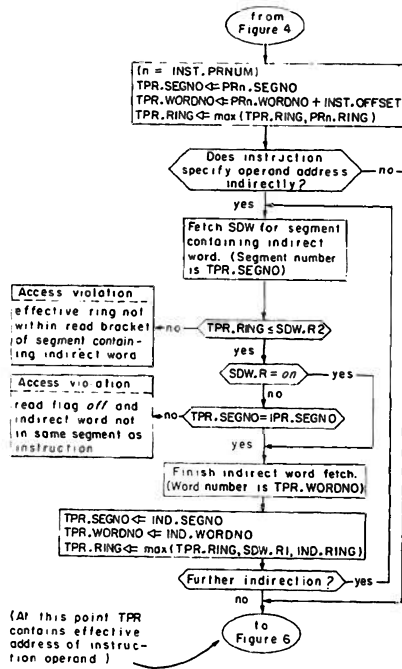 from
Figure 4
(n = INST.PRNUM)
TPR.SEGNO⇐PRn.SEGNO
TPR.WORDNO⇐PRn.WORDNO + INST.OFFSET
TPR.RING⇐ max(TPR.RING, PRn.RING)
Does instruction
specify operand address
indirectly?
no
yes
Fetch SDW for segment
containing indirect
word. (Segment number
is TPR.SEGNO)
Access violation
effective ring not
within read bracket
of segment contain-
ing indirect word
no
TPR.RING ≤ SDW.R2
yes
SDW.R = on
yes
Access violation
read flag off and
indirect word not
in same segment as
instruction
no
no
TPR.SEGNO=IPR.SEGNO
yes
Finish indirect word fetch.
(Word number is TPR.WORDNO)
TPR.SEGNO⇐ IND.SEGNO
TPR.WORDNO ⇐ IND.WORDNO
TPR.RING⇐ max(TPR.RING, SDW.R1, IND.RING)
Further indirection?
yes
no
to
Figure 6
(At this point TPR
contains effective
address of instruc-
tion operand)